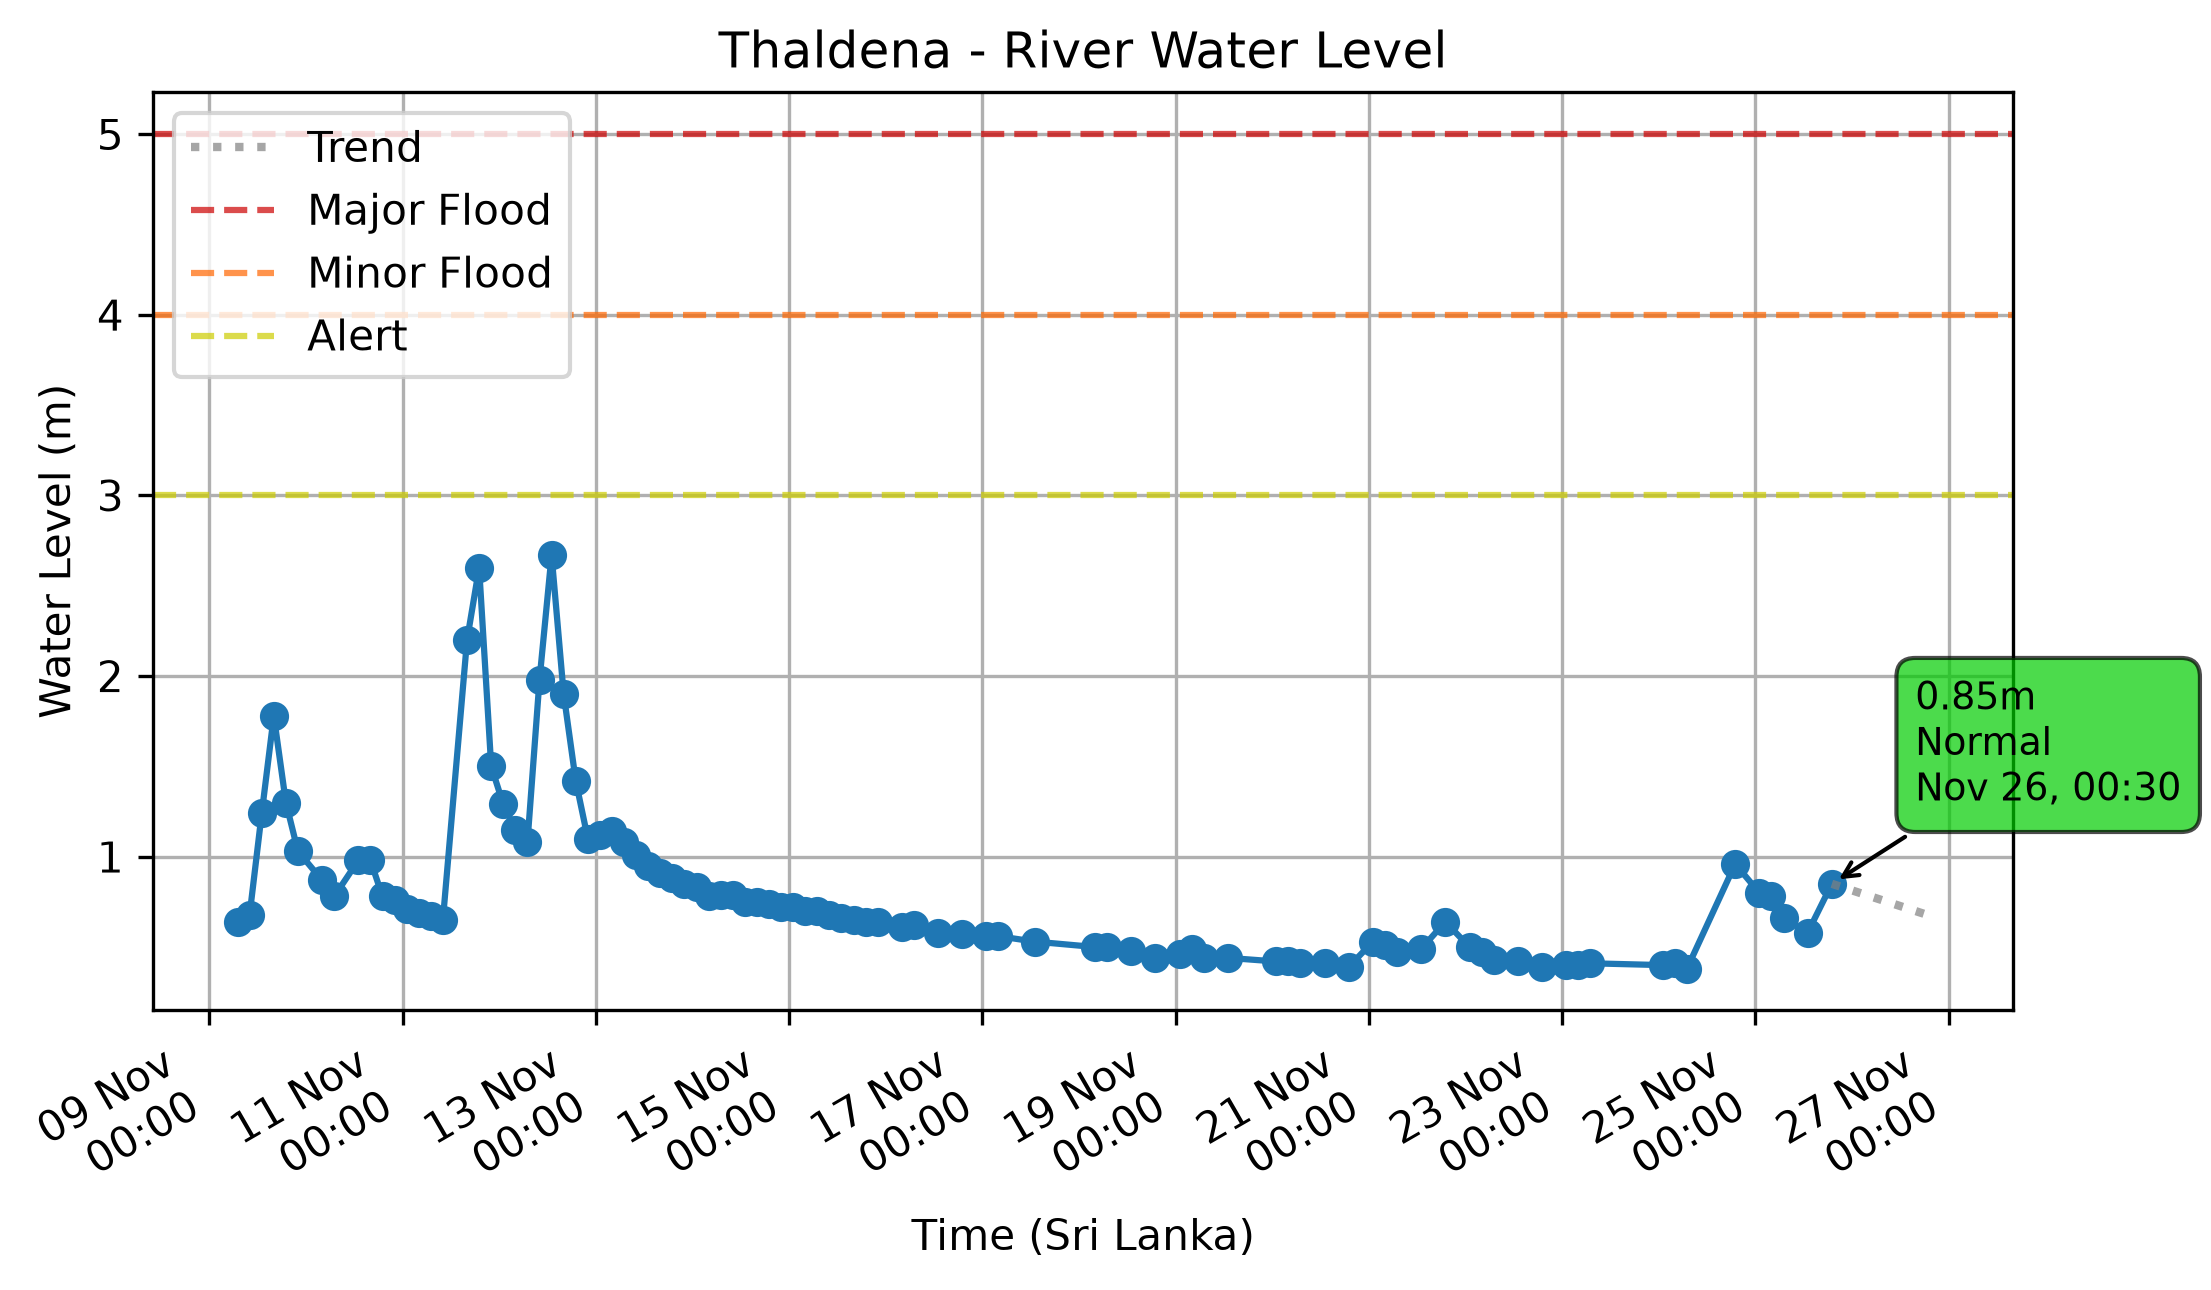 Thaldena - River Water Level
Water Level (m)
5
4
3
2
1
Trend
Major Flood
Minor Flood
Alert
0.85m
Normal
Nov 26, 00:30
09 Nov
00:00
11 Nov
00:00
13 Nov
00:00
15 Nov
00:00
17 Nov
00:00
19 Nov
00:00
21 Nov
00:00
23 Nov
00:00
25 Nov
00:00
27 Nov
00:00
Time (Sri Lanka)